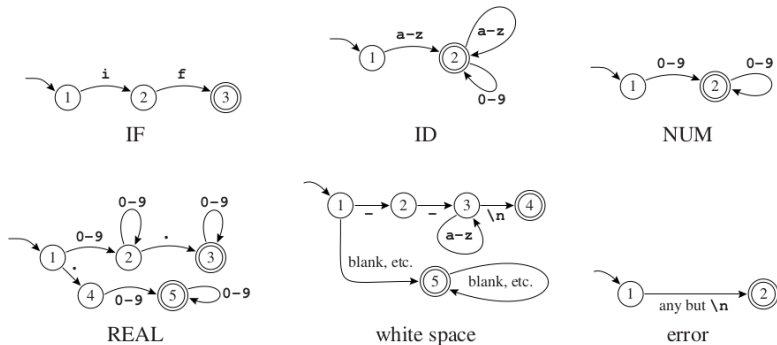 i f
1 2 3
IF
a–z a–z
1 2
0–9
ID
0–9 0–9
1 2
NUM
0–9 0–9
0–9 .
1 2 3
.
4 0–9 5 0–9
REAL
1 – 2 – 3 \n 4
a–z
blank, etc. 5 blank, etc.
white space
1 2
any but \n
error